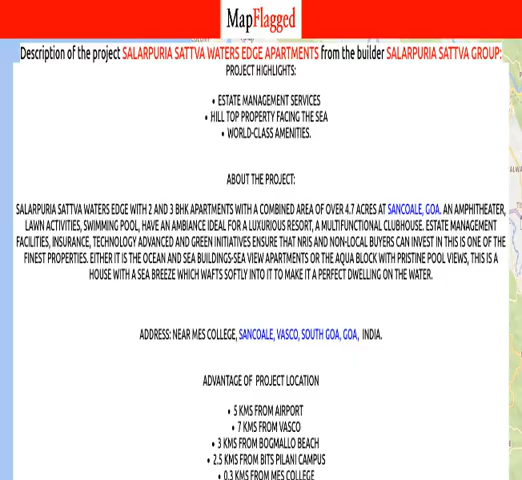 MapFlagged
Description of the project SALARPURIA SATTVA WATERS EDGE APARTMENTS from the builder SALARPURIA SATTVA GROUP:
PROJECT HIGHLIGHTS:
• ESTATE MANAGEMENT SERVICES
• HILL TOP PROPERTY FACING THE SEA
• WORLD-CLASS AMENITIES.
ABOUT THE PROJECT:
SALARPURIA SATTVA WATERS EDGE WITH 2 AND 3 BHK APARTMENTS WITH A COMBINED AREA OF OVER 4.7 ACRES AT SANCOALE, GOA. AN AMPHITHEATER,
LAWN ACTIVITIES, SWIMMING POOL, HAVE AN AMBIANCE IDEAL FOR A LUXURIOUS RESORT, A MULTIFUNCTIONAL CLUBHOUSE. ESTATE MANAGEMENT
FACILITIES, INSURANCE, TECHNOLOGY ADVANCED AND GREEN INITIATIVES ENSURE THAT NRIS AND NON-LOCAL BUYERS CAN INVEST IN THIS IS ONE OF THE
FINEST PROPERTIES. EITHER IT IS THE OCEAN AND SEA BUILDINGS-SEA VIEW APARTMENTS OR THE AQUA BLOCK WITH PRISTINE POOL VIEWS, THIS IS A
HOUSE WITH A SEA BREEZE WHICH WAFTS SOFTLY INTO IT TO MAKE IT A PERFECT DWELLING ON THE WATER.
ADDRESS: NEAR MES COLLEGE, SANCOALE, VASCO, SOUTH GOA, GOA, INDIA.
ADVANTAGE OF PROJECT LOCATION
• 5 KMS FROM AIRPORT
• 7 KMS FROM VASCO
• 3 KMS FROM BOGMALLO BEACH
• 2.5 KMS FROM BITS PILANI CAMPUS
• 0.3 KMS FROM MES COLLEGE